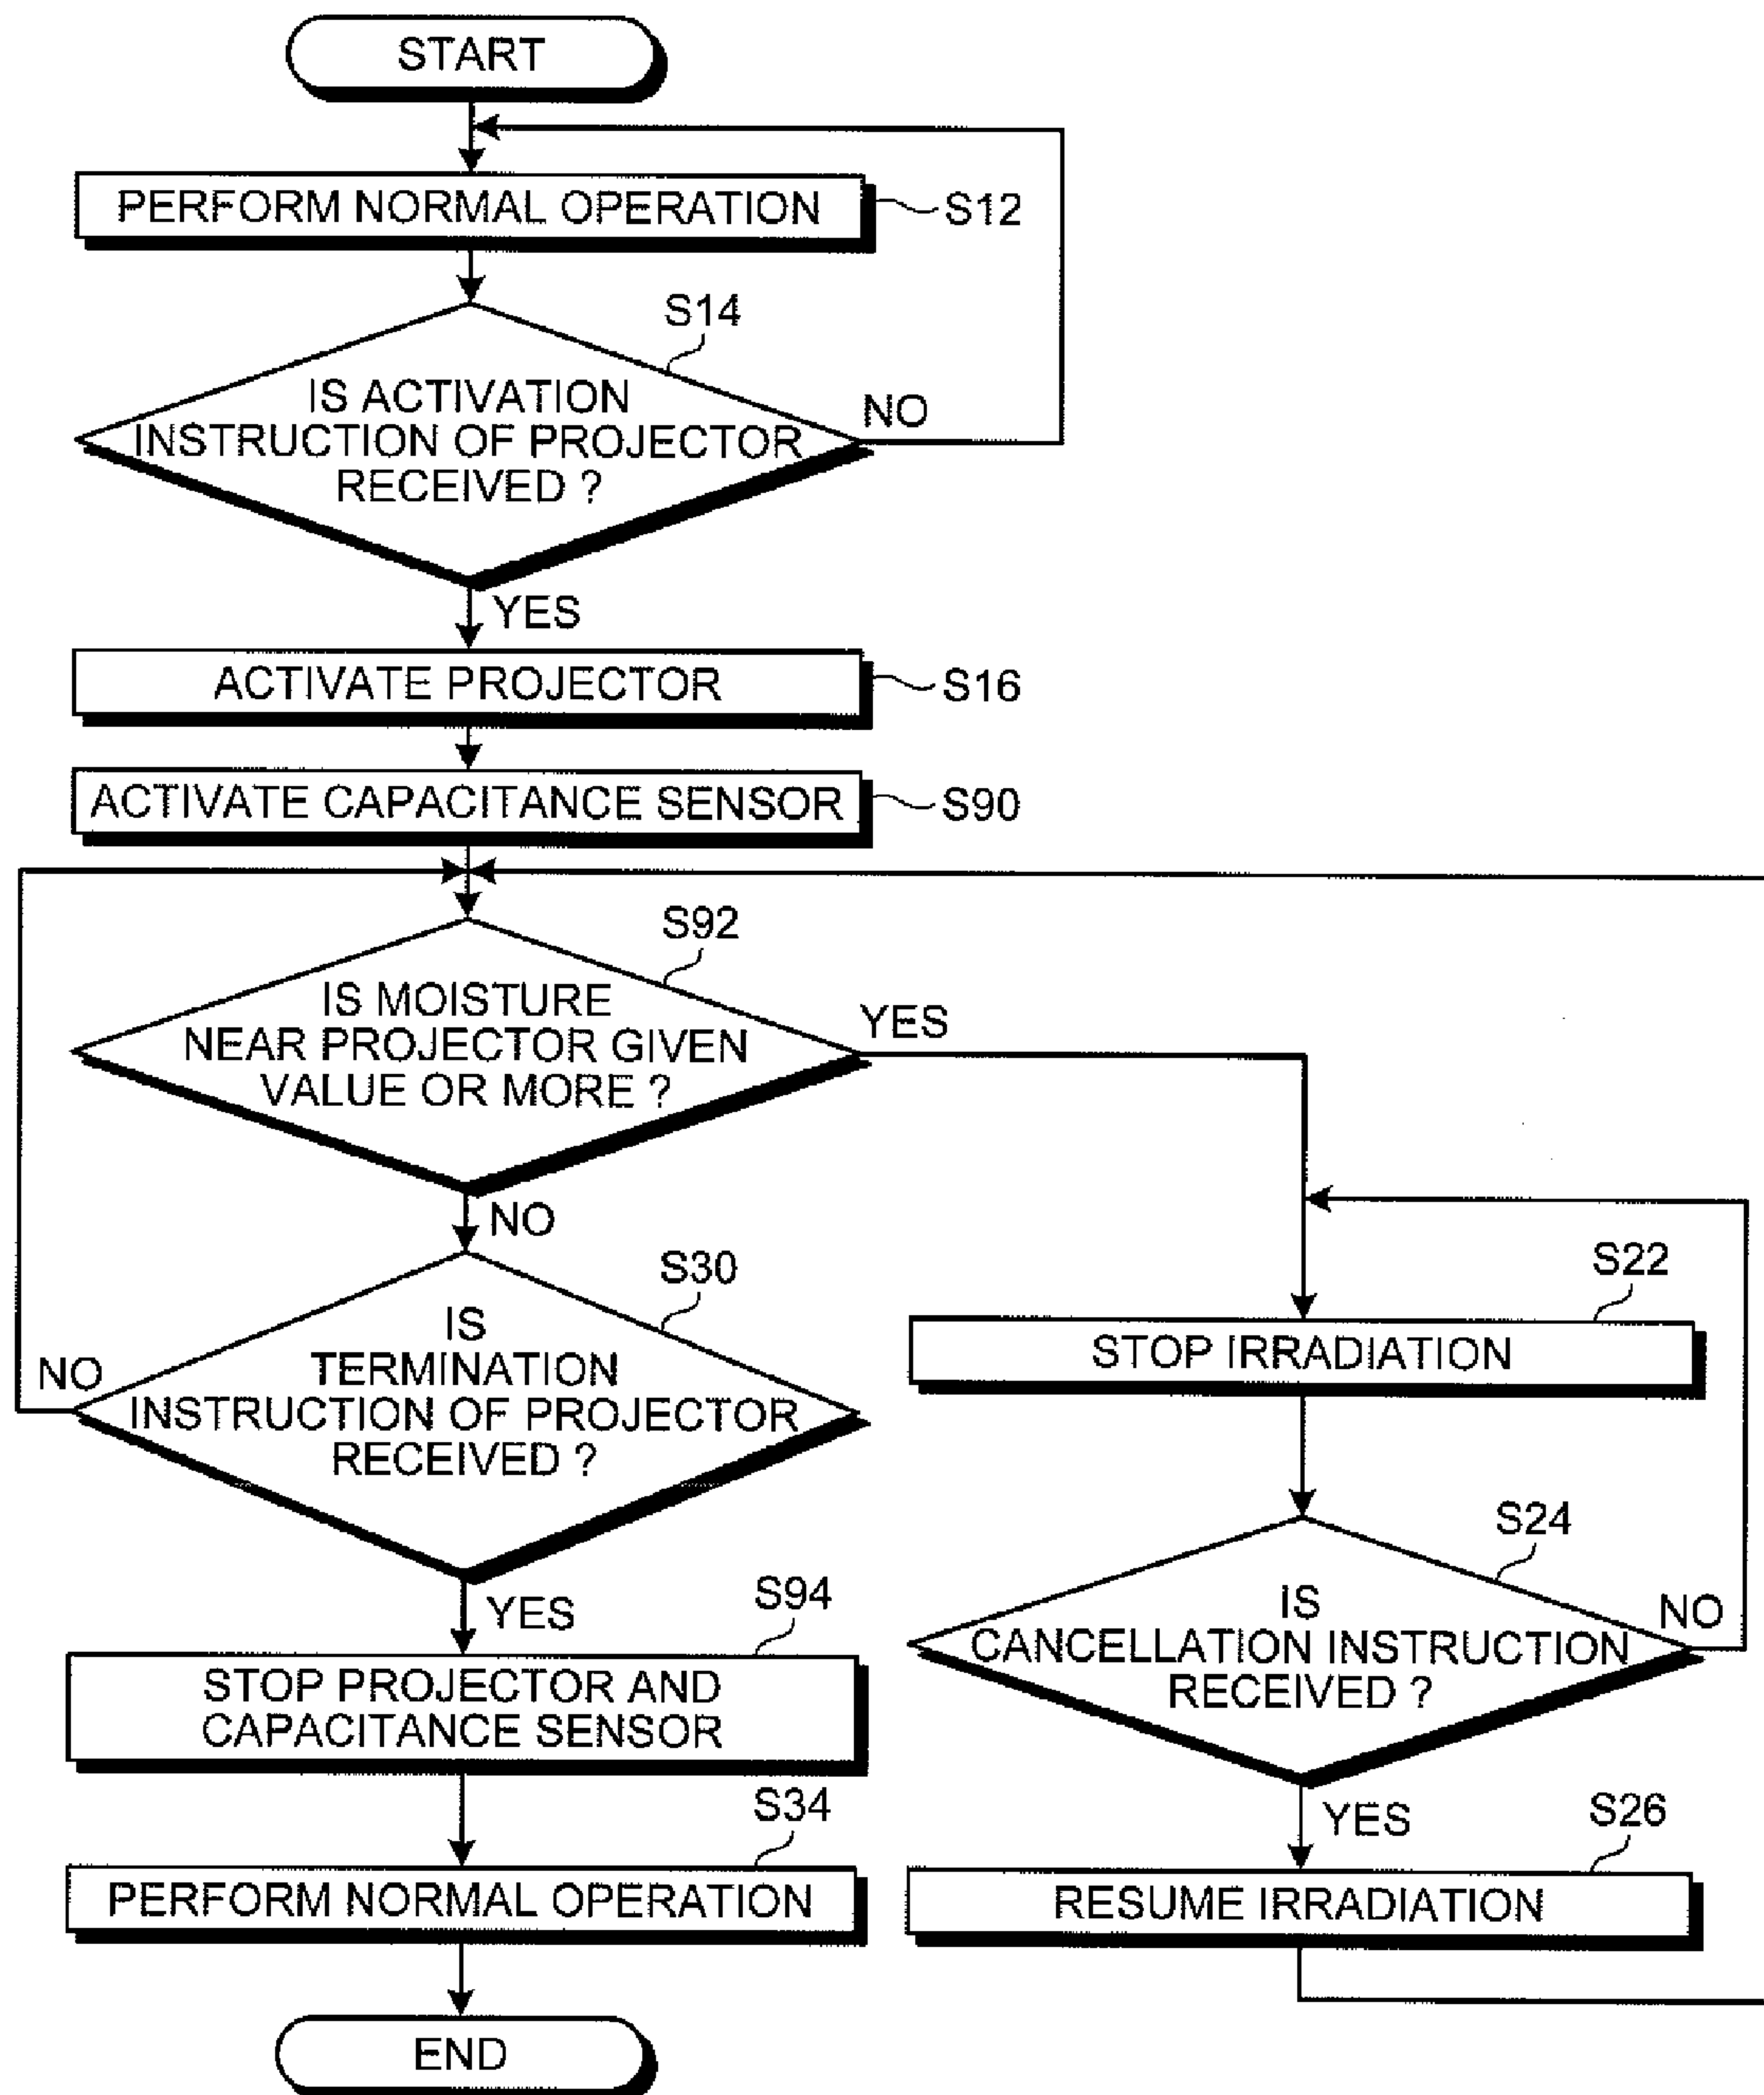 START
PERFORM NORMAL OPERATION
S12
S14
IS ACTIVATION
INSTRUCTION OF PROJECTOR
RECEIVED ?
NO
YES
ACTIVATE PROJECTOR
S16
ACTIVATE CAPACITANCE SENSOR
S90
S92
IS MOISTURE
NEAR PROJECTOR GIVEN
VALUE OR MORE ?
YES
NO
S30
IS
TERMINATION
INSTRUCTION OF PROJECTOR
RECEIVED ?
NO
YES
S94
STOP PROJECTOR AND
CAPACITANCE SENSOR
S34
PERFORM NORMAL OPERATION
END
S22
STOP IRRADIATION
S24
IS
CANCELLATION INSTRUCTION
RECEIVED ?
NO
YES
S26
RESUME IRRADIATION